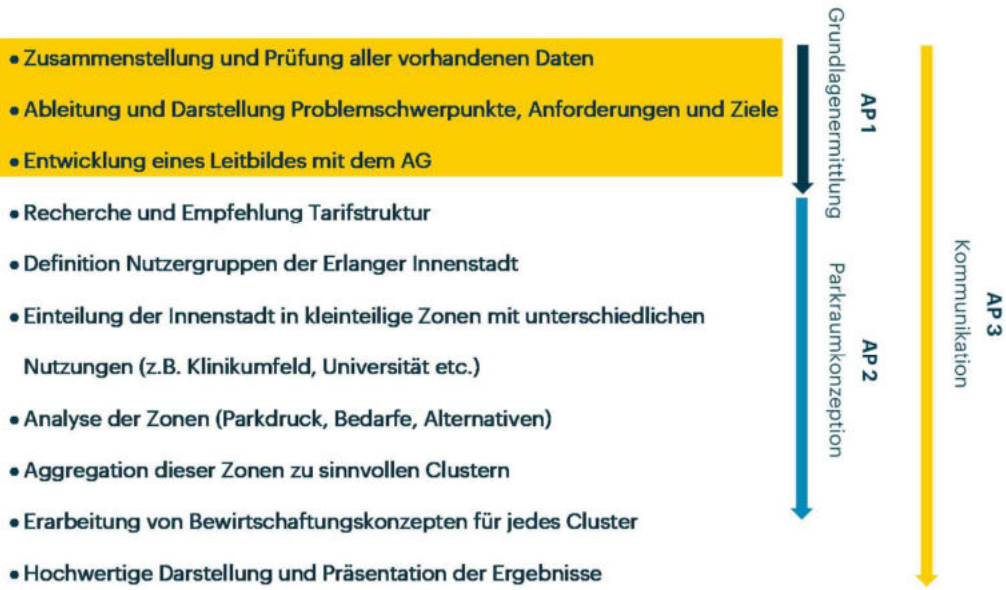 • Zusammenstellung und Prüfung aller vorhandenen Daten
• Ableitung und Darstellung Problemschwerpunkte, Anforderungen und Ziele
• Entwicklung eines Leitbildes mit dem AG
• Recherche und Empfehlung Tarifstruktur
• Definition Nutzergruppen der Erlanger Innenstadt
• Einteilung der Innenstadt in kleinteilige Zonen mit unterschiedlichen
Nutzungen (z.B. Klinikumfeld, Universität etc.)
• Analyse der Zonen (Parkdruck, Bedarfe, Alternativen)
• Aggregation dieser Zonen zu sinnvollen Clustern
• Erarbeitung von Bewirtschaftungskonzepten für jedes Cluster
• Hochwertige Darstellung und Präsentation der Ergebnisse
AP 1
Grundlagenermittlung
AP 2
Parkraumkonzeption
AP 3
Kommunikation